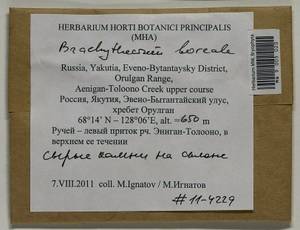 HERBARIUM HORTI BOTANICI PRINCIPALIS
(MHA)
Brachythecium boreale
Russia, Yakutia, Eveno-Bytantaysky District,
Orulgan Range,
Aenigan-Toloono Creek upper course
Россия, Якутия, Эвено-Бытантайский улус,
хребет Орулган
68°14' N – 128°06'E, alt.=650 m
Ручей – левый приток рч. Эниган-Толооно, в
верхнем ее течении
сырые камни на склоне
7.VIII.2011 coll. M.Ignatov / М.Игнатов
#11-4229